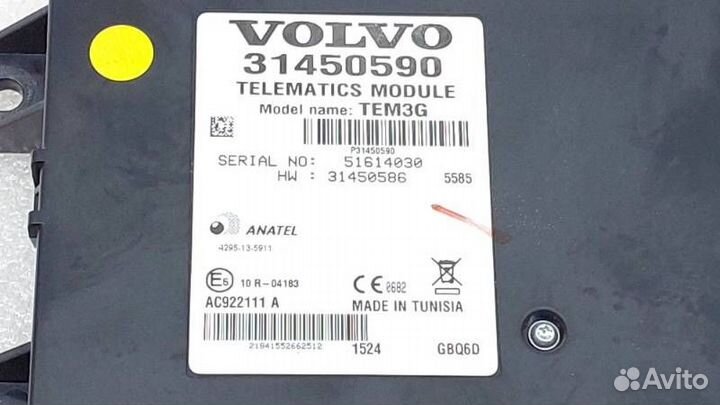 VOLVO
31450590
TELEMATICS MODULE
Model name: TEM3G
P31450590
SERIAL NO: 51614030
HW : 31450586 5585
ANATEL
4295-13-5911
E5 10 R-04183
CE 0682
AC922111 A
MADE IN TUNISIA
21841552662512
1524 GBQ6D
Avito